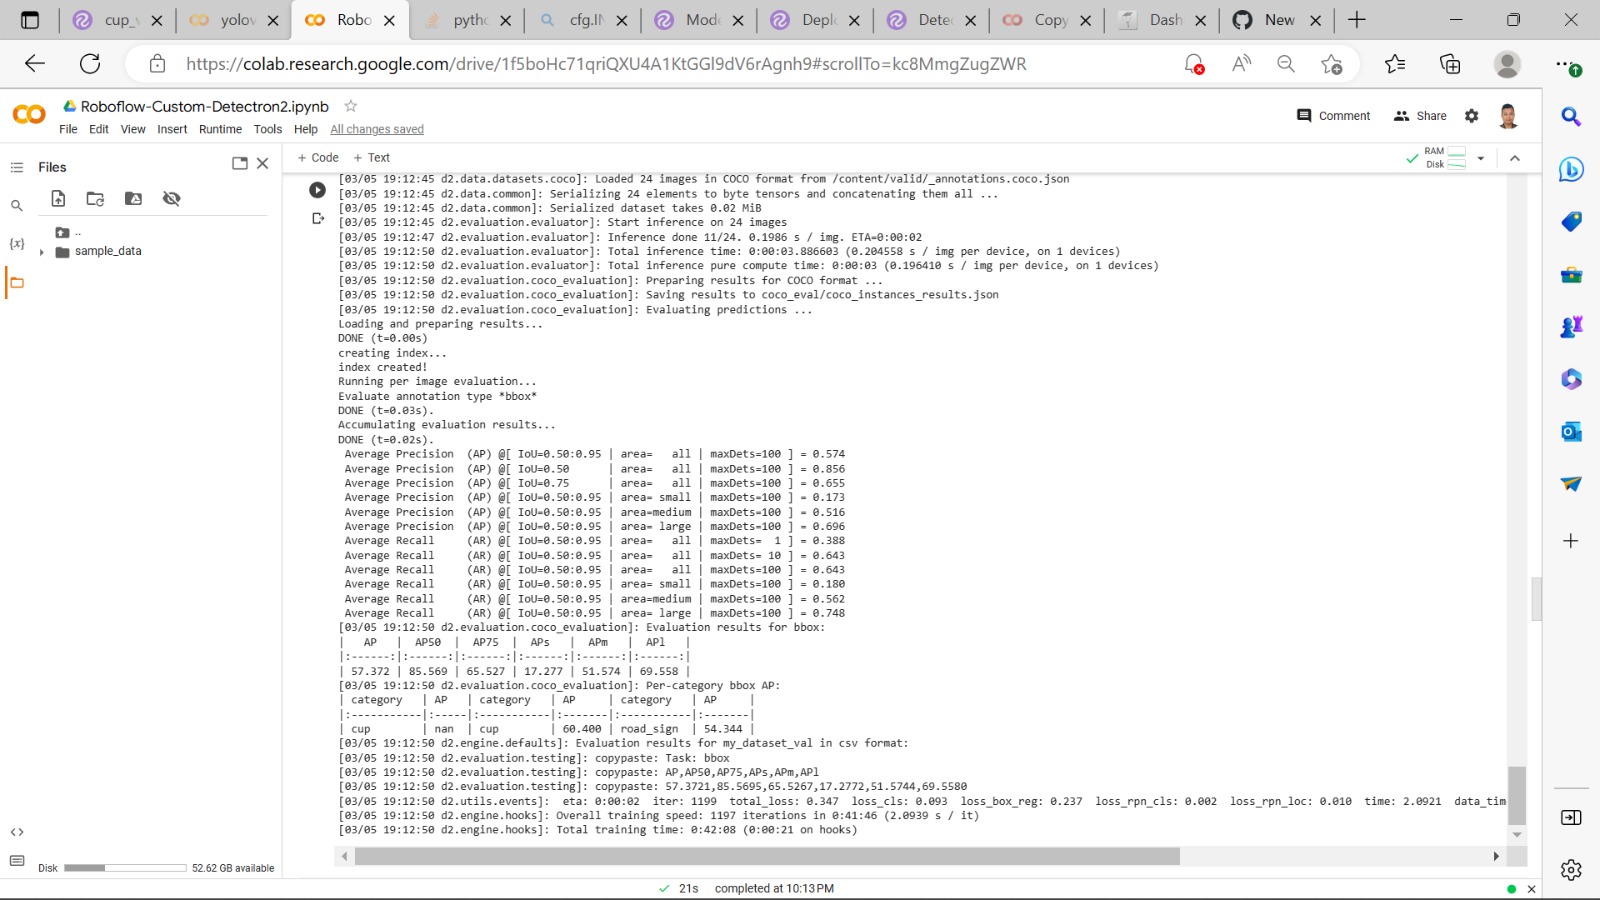 cup_
yolov
Robo
pytho
cfg.IN
Mode
Deplo
Detec
Copy
Dash
New
https://colab.research.google.com/drive/1f5boHc71qriQXU4A1KtGGl9dV6rAgnh9#scrollTo=kc8MmgZugZWR
Roboflow-Custom-Detectron2.ipynb
File Edit View Insert Runtime Tools Help All changes saved
Comment Share
Files
+ Code + Text
RAM
Disk
..
sample_data
{x}
[03/05 19:12:45 d2.data.datasets.coco]: Loaded 24 images in COCO format from /content/valid/_annotations.coco.json
[03/05 19:12:45 d2.data.common]: Serializing 24 elements to byte tensors and concatenating them all ...
[03/05 19:12:45 d2.data.common]: Serialized dataset takes 0.02 MiB
[03/05 19:12:45 d2.evaluation.evaluator]: Start inference on 24 images
[03/05 19:12:47 d2.evaluation.evaluator]: Inference done 11/24. 0.1986 s / img. ETA=0:00:02
[03/05 19:12:50 d2.evaluation.evaluator]: Total inference time: 0:00:03.886603 (0.204558 s / img per device, on 1 devices)
[03/05 19:12:50 d2.evaluation.evaluator]: Total inference pure compute time: 0:00:03 (0.196410 s / img per device, on 1 devices)
[03/05 19:12:50 d2.evaluation.coco_evaluation]: Preparing results for COCO format ...
[03/05 19:12:50 d2.evaluation.coco_evaluation]: Saving results to coco_eval/coco_instances_results.json
[03/05 19:12:50 d2.evaluation.coco_evaluation]: Evaluating predictions ...
Loading and preparing results...
DONE (t=0.00s)
creating index...
index created!
Running per image evaluation...
Evaluate annotation type *bbox*
DONE (t=0.03s).
Accumulating evaluation results...
DONE (t=0.02s).
Average Precision (AP) @[ IoU=0.50:0.95 | area= all | maxDets=100 ] = 0.574
Average Precision (AP) @[ IoU=0.50 | area= all | maxDets=100 ] = 0.856
Average Precision (AP) @[ IoU=0.75 | area= all | maxDets=100 ] = 0.655
Average Precision (AP) @[ IoU=0.50:0.95 | area= small | maxDets=100 ] = 0.173
Average Precision (AP) @[ IoU=0.50:0.95 | area=medium | maxDets=100 ] = 0.516
Average Precision (AP) @[ IoU=0.50:0.95 | area= large | maxDets=100 ] = 0.696
Average Recall (AR) @[ IoU=0.50:0.95 | area= all | maxDets= 1 ] = 0.388
Average Recall (AR) @[ IoU=0.50:0.95 | area= all | maxDets= 10 ] = 0.643
Average Recall (AR) @[ IoU=0.50:0.95 | area= all | maxDets=100 ] = 0.643
Average Recall (AR) @[ IoU=0.50:0.95 | area= small | maxDets=100 ] = 0.180
Average Recall (AR) @[ IoU=0.50:0.95 | area=medium | maxDets=100 ] = 0.562
Average Recall (AR) @[ IoU=0.50:0.95 | area= large | maxDets=100 ] = 0.748
[03/05 19:12:50 d2.evaluation.coco_evaluation]: Evaluation results for bbox:
| AP | AP50 | AP75 | APs | APm | APl |
|:------:|:------:|:------:|:------:|:------:|:------:|
| 57.372 | 85.569 | 65.527 | 17.277 | 51.574 | 69.558 |
[03/05 19:12:50 d2.evaluation.coco_evaluation]: Per-category bbox AP:
| category | AP | category | AP | category | AP |
|:-----------|:-----|:-----------|:-------|:-----------|:-------|
| cup | nan | cup | 60.400 | road_sign | 54.344 |
[03/05 19:12:50 d2.engine.defaults]: Evaluation results for my_dataset_val in csv format:
[03/05 19:12:50 d2.evaluation.testing]: copypaste: Task: bbox
[03/05 19:12:50 d2.evaluation.testing]: copypaste: AP,AP50,AP75,APs,APm,APl
[03/05 19:12:50 d2.evaluation.testing]: copypaste: 57.3721,85.5695,65.5267,17.2772,51.5744,69.5580
[03/05 19:12:50 d2.utils.events]: eta: 0:00:02 iter: 1199 total_loss: 0.347 loss_cls: 0.093 loss_box_reg: 0.237 loss_rpn_cls: 0.002 loss_rpn_loc: 0.010 time: 2.0921 data_tim
[03/05 19:12:50 d2.engine.hooks]: Overall training speed: 1197 iterations in 0:41:46 (2.0939 s / it)
[03/05 19:12:50 d2.engine.hooks]: Total training time: 0:42:08 (0:00:21 on hooks)
Disk 52.62 GB available
21s completed at 10:13 PM